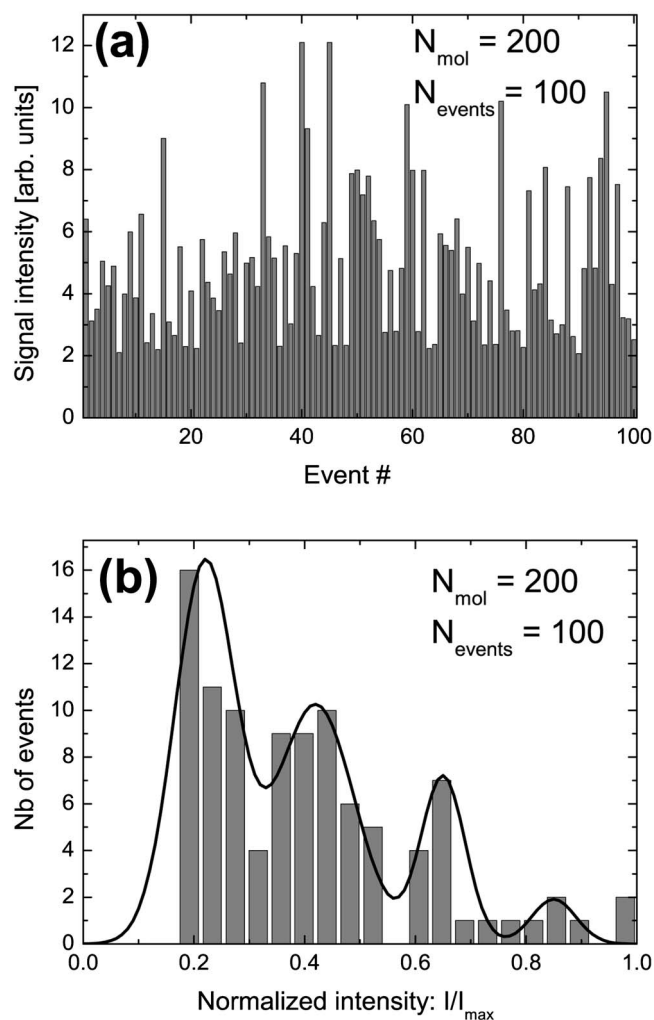 (a)
N_mol = 200
N_events = 100
Signal intensity [arb. units]
12
10
8
6
4
2
0
20 40 60 80 100
Event #
(b)
N_mol = 200
N_events = 100
Nb of events
16
14
12
10
8
6
4
2
0
0.0 0.2 0.4 0.6 0.8 1.0
Normalized intensity: I/I_max